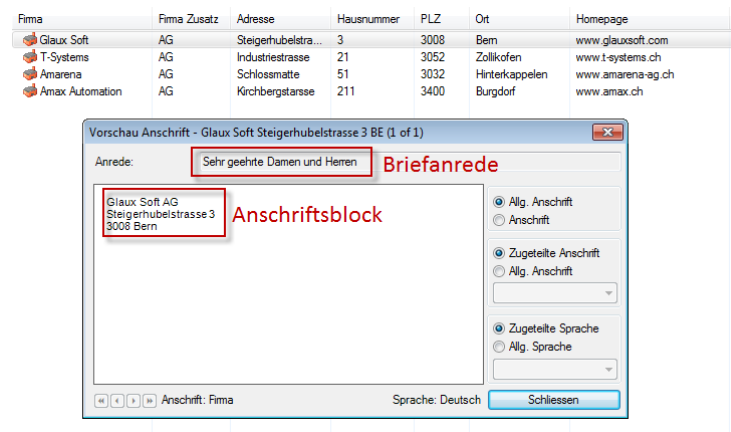 Firma Firma Zusatz Adresse Hausnummer PLZ Ort Homepage
Glaux Soft AG Steigerhubelstra... 3 3008 Bern www.glauxsoft.com
T-Systems AG Industriestrasse 21 3052 Zollikofen www.t-systems.ch
Amarena AG Schlossmatte 51 3032 Hinterkappelen www.amarena-ag.ch
Amax Automation AG Kirchbergstarsse 211 3400 Burgdorf www.amax.ch
Vorschau Anschrift - Glaux Soft Steigerhubelstrasse 3 BE (1 of 1)
Anrede: Sehr geehrte Damen und Herren Briefanrede
Glaux Soft AG
Steigerhubelstrasse 3
3008 Bern
Anschriftsblock
Allg. Anschrift
Anschrift
Zugeteilte Anschrift
Allg. Anschrift
Zugeteilte Sprache
Allg. Sprache
Anschrift: Firma Sprache: Deutsch Schliessen